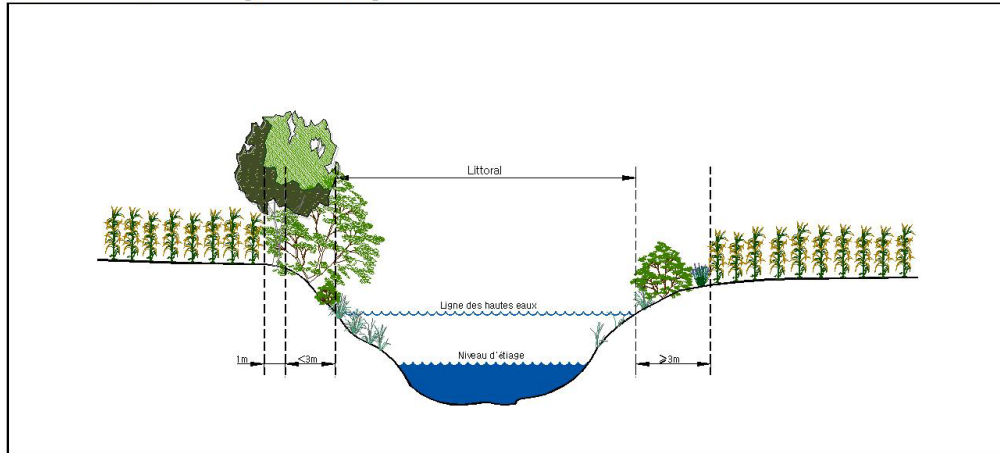 Littoral
Ligne des hautes eaux
Niveau d'étiage
1m
<3m
⩾3m